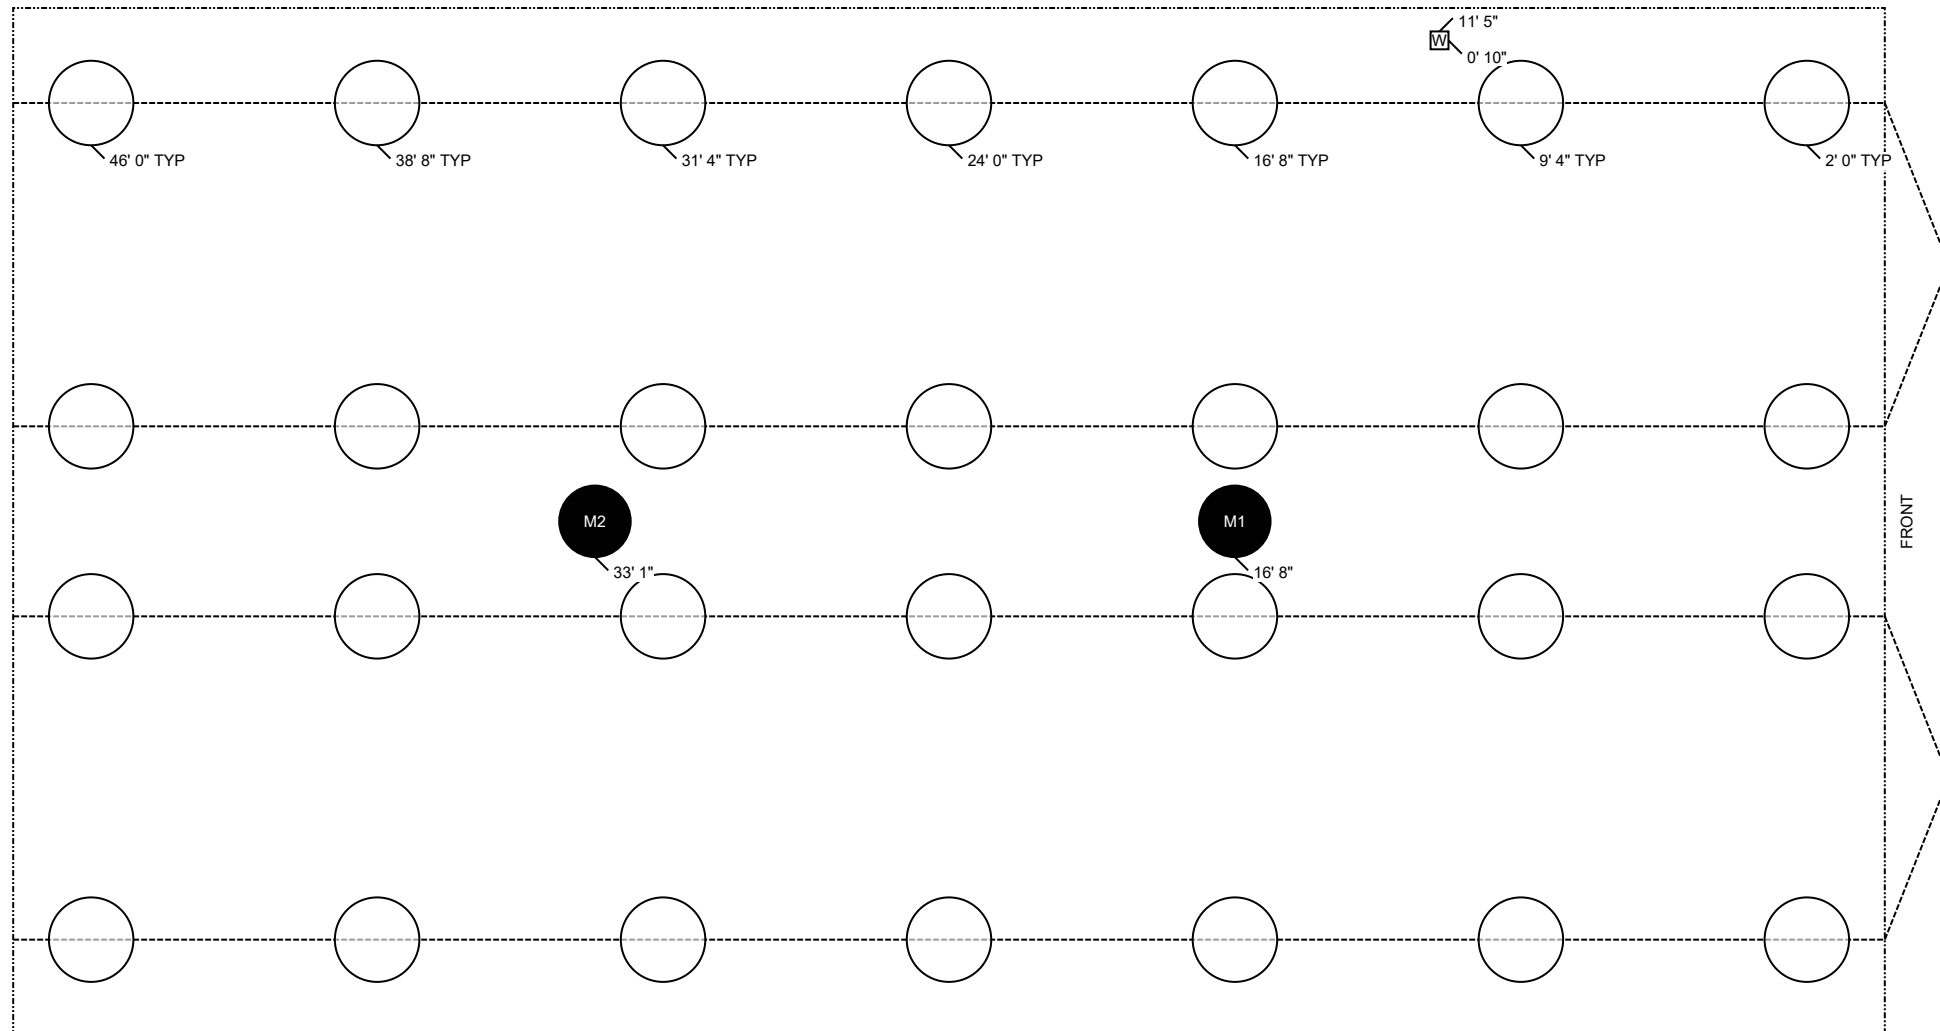 11' 5"
W
0' 10"
46' 0" TYP
38' 8" TYP
31' 4" TYP
24' 0" TYP
16' 8" TYP
9' 4" TYP
2' 0" TYP
M2
M1
FRONT
33' 1"
16' 8"